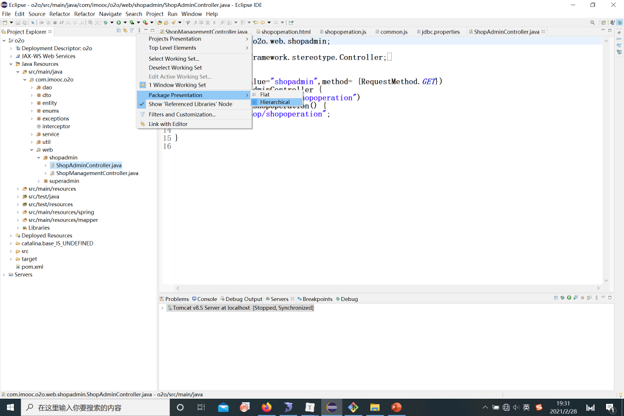 Eclipse - o2o/src/main/java/com/imooc/o2o/web/shopadmin/ShopAdminController.java - Eclipse IDE
File Edit Source Refactor Refactor Navigate Search Project Run Window Help
Project Explorer
ShopManagementController.java
shopoperation.html
shopoperation.js
common.js
jdbc.properties
ShopAdminController.java
o2o
Deployment Descriptor: o2o
JAX-WS Web Services
Java Resources
src/main/java
com.imooc.o2o
dao
dto
entity
enums
exceptions
interceptor
service
util
web
shopadmin
ShopAdminController.java
ShopManagementController.java
superadmin
src/main/resources
src/test/java
src/test/resources
src/main/resources/spring
src/main/resources/mapper
Libraries
Deployed Resources
catalina.base_IS_UNDEFINED
src
target
pom.xml
Servers
Projects Presentation
Top Level Elements
Select Working Set...
Deselect Working Set
Edit Active Working Set...
1 Window Working Set
Package Presentation
Show 'Referenced Libraries' Node
Filters and Customization...
Link with Editor
Flat
Hierarchical
o2o.web.shopadmin;
ramework.stereotype.Controller;
lue="shopadmin",method= {RequestMethod.GET})
dminController {
hopoperation")
shopoperation() {
op/shopoperation";
14
15 }
16
Problems Console Debug Output Servers Breakpoints Debug
Tomcat v8.5 Server at localhost [Stopped, Synchronized]
com.imooc.o2o.web.shopadmin.ShopAdminController.java - o2o/src/main/java
在这里输入你要搜索的内容
中
英
19:31
2021/2/28